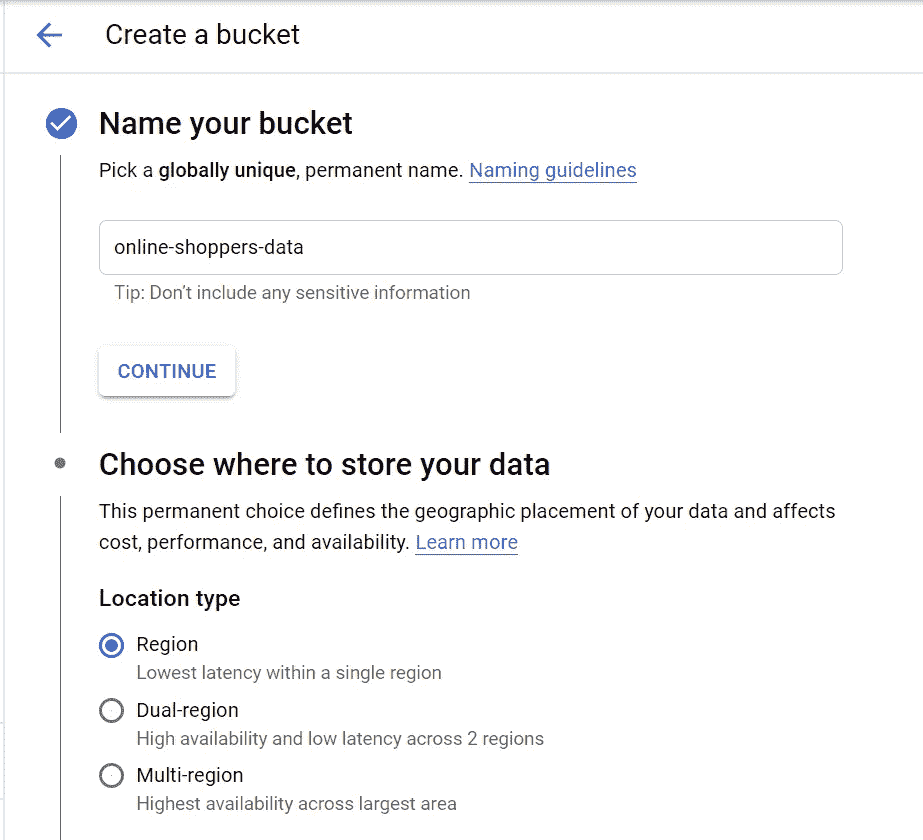 Create a bucket
Name your bucket
Pick a globally unique, permanent name. Naming guidelines
online-shoppers-data
Tip: Don’t include any sensitive information
CONTINUE
Choose where to store your data
This permanent choice defines the geographic placement of your data and affects
cost, performance, and availability. Learn more
Location type
Region
Lowest latency within a single region
Dual-region
High availability and low latency across 2 regions
Multi-region
Highest availability across largest area